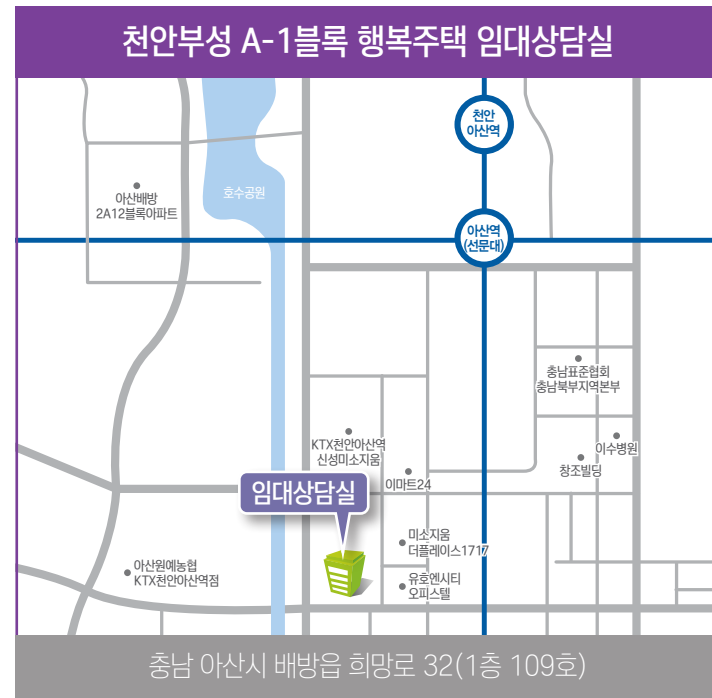 천안부성 A-1블록 행복주택 임대상담실
천안
아산역
호수공원
아산배방
2A12블록아파트
아산역
(선문대)
충남표준협회
충남북부지역본부
KTX천안아산역
신성미소지움
이수병원
창조빌딩
이마트24
임대상담실
미소지움
더플레이스1717
아산원예농협
KTX천안아산역점
유호엔시티
오피스텔
충남 아산시 배방읍 희망로 32(1층 109호)